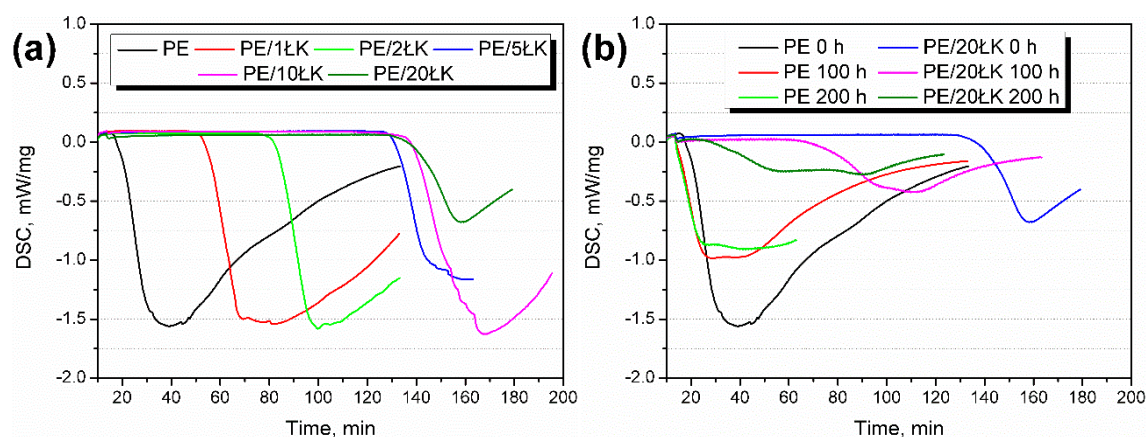 (a)
PE PE/1ŁK PE/2ŁK PE/5ŁK
PE/10ŁK PE/20ŁK
1.0
0.5
0.0
-0.5
-1.0
-1.5
-2.0
DSC, mW/mg
20 40 60 80 100 120 140 160 180 200
Time, min
(b)
PE 0 h PE/20ŁK 0 h
PE 100 h PE/20ŁK 100 h
PE 200 h PE/20ŁK 200 h
1.0
0.5
0.0
-0.5
-1.0
-1.5
-2.0
DSC, mW/mg
20 40 60 80 100 120 140 160 180 200
Time, min